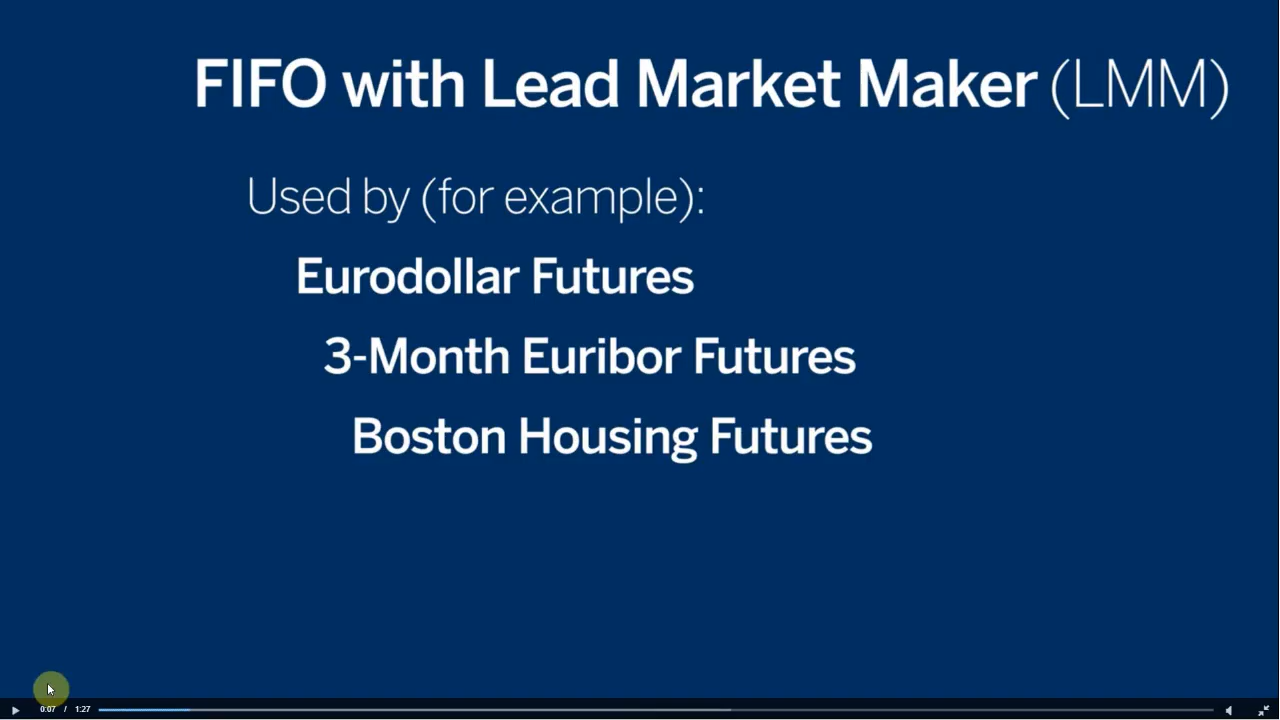 FIFO with Lead Market Maker (LMM)
Used by (for example):
Eurodollar Futures
3-Month Euribor Futures
Boston Housing Futures
0:07 / 1:27